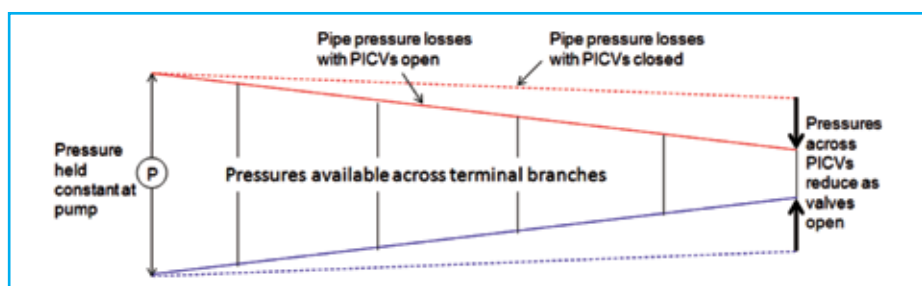 Pipe pressure losses
with PICVs open
Pipe pressure losses
with PICVs closed
Pressure
held
constant at
pump
P
Pressures available across terminal branches
Pressures
across
PICVs
reduce as
valves
open